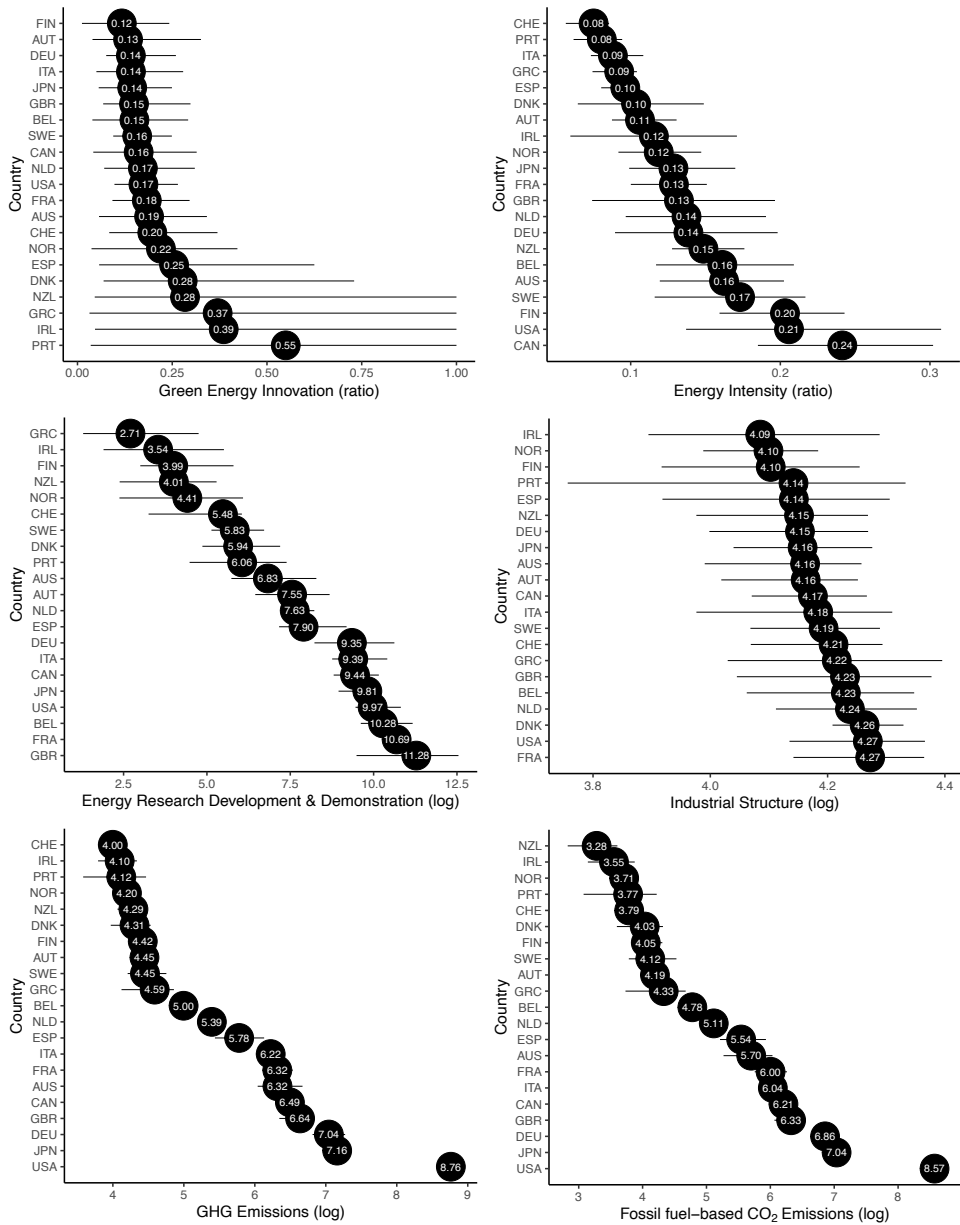 FIN 0.12
AUT 0.13
DEU 0.14
ITA 0.14
JPN 0.14
GBR 0.15
BEL 0.15
SWE 0.16
CAN 0.16
NLD 0.17
USA 0.17
FRA 0.18
AUS 0.19
CHE 0.20
NOR 0.22
ESP 0.25
DNK 0.28
NZL 0.28
GRC 0.37
IRL 0.39
PRT 0.55
Country
0.00 0.25 0.50 0.75 1.00
Green Energy Innovation (ratio)
CHE 0.08
PRT 0.08
ITA 0.09
GRC 0.09
ESP 0.10
DNK 0.10
AUT 0.11
IRL 0.12
NOR 0.12
JPN 0.13
FRA 0.13
GBR 0.13
NLD 0.14
DEU 0.14
NZL 0.15
BEL 0.16
AUS 0.16
SWE 0.17
FIN 0.20
USA 0.21
CAN 0.24
Country
0.1 0.2 0.3
Energy Intensity (ratio)
GRC 2.71
IRL 3.54
FIN 3.99
NZL 4.01
NOR 4.41
CHE 5.48
SWE 5.83
DNK 5.94
PRT 6.06
AUS 6.83
AUT 7.55
NLD 7.63
ESP 7.90
DEU 9.35
ITA 9.39
CAN 9.44
JPN 9.81
USA 9.97
BEL 10.28
FRA 10.69
GBR 11.28
Country
2.5 5.0 7.5 10.0 12.5
Energy Research Development & Demonstration (log)
IRL 4.09
NOR 4.10
FIN 4.10
PRT 4.14
ESP 4.14
NZL 4.15
DEU 4.15
JPN 4.16
AUS 4.16
AUT 4.16
CAN 4.17
ITA 4.18
SWE 4.19
CHE 4.21
GRC 4.22
GBR 4.23
BEL 4.23
NLD 4.24
DNK 4.26
USA 4.27
FRA 4.27
Country
3.8 4.0 4.2 4.4
Industrial Structure (log)
CHE 4.00
IRL 4.10
PRT 4.12
NOR 4.20
NZL 4.29
DNK 4.31
FIN 4.42
AUT 4.45
SWE 4.45
GRC 4.59
BEL 5.00
NLD 5.39
ESP 5.78
ITA 6.22
FRA 6.32
AUS 6.32
CAN 6.49
GBR 6.64
DEU 7.04
JPN 7.16
USA 8.76
Country
4 5 6 7 8 9
GHG Emissions (log)
NZL 3.28
IRL 3.55
NOR 3.71
PRT 3.77
CHE 3.79
DNK 4.03
FIN 4.05
SWE 4.12
AUT 4.19
GRC 4.33
BEL 4.78
NLD 5.11
ESP 5.54
AUS 5.70
FRA 6.00
ITA 6.04
CAN 6.21
GBR 6.33
DEU 6.86
JPN 7.04
USA 8.57
Country
3 4 5 6 7 8
Fossil fuel-based CO₂ Emissions (log)